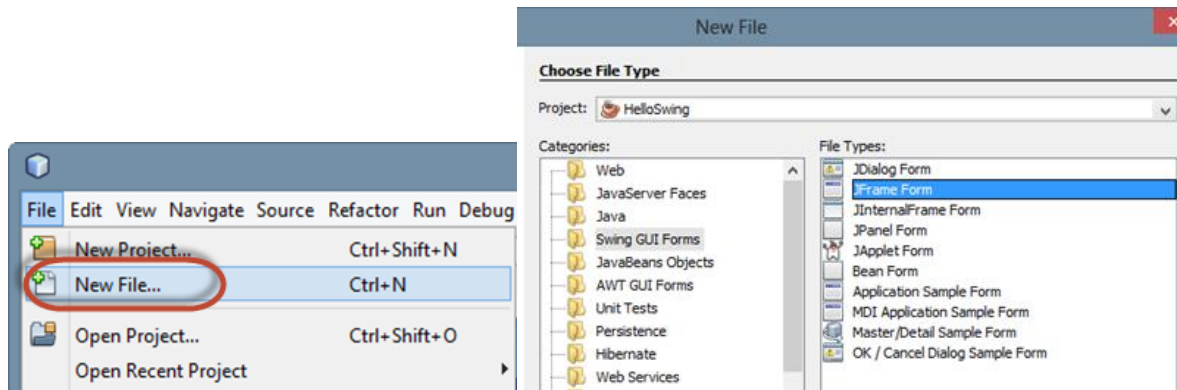 File Edit View Navigate Source Refactor Run Debug
New Project... Ctrl+Shift+N
New File... Ctrl+N
Open Project... Ctrl+Shift+O
Open Recent Project
New File
Choose File Type
Project: HelloSwing
Categories:
Web
JavaServer Faces
Java
Swing GUI Forms
JavaBeans Objects
AWT GUI Forms
Unit Tests
Persistence
Hibernate
Web Services
File Types:
JDialog Form
JFrame Form
JInternalFrame Form
JPanel Form
JApplet Form
Bean Form
Application Sample Form
MDI Application Sample Form
Master/Detail Sample Form
OK / Cancel Dialog Sample Form